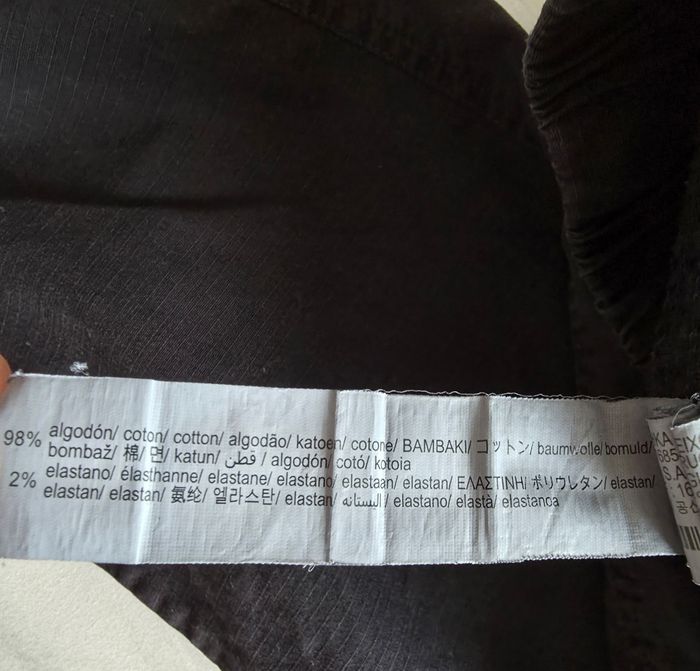 98% algodón/ coton/ cotton/ algodão/ katoen/ cotone/ BAMBAKI/ コットン/ baumwolle/ bomuld/
bombaž/ 棉/ 면/ katun/ قطن / algodón/ cotó/ kotoia
2% elastano/ élasthanne/ elastane/ elastano/ elastaan/ elastan/ ΕΛΑΣΤΙΝΗ/ ポリウレタン/ elastan/
elastan/ elastan/ 氨纶/ 엘라스탄/ elastan/ اليستانه/ elastano/ elastà/ elastanoa